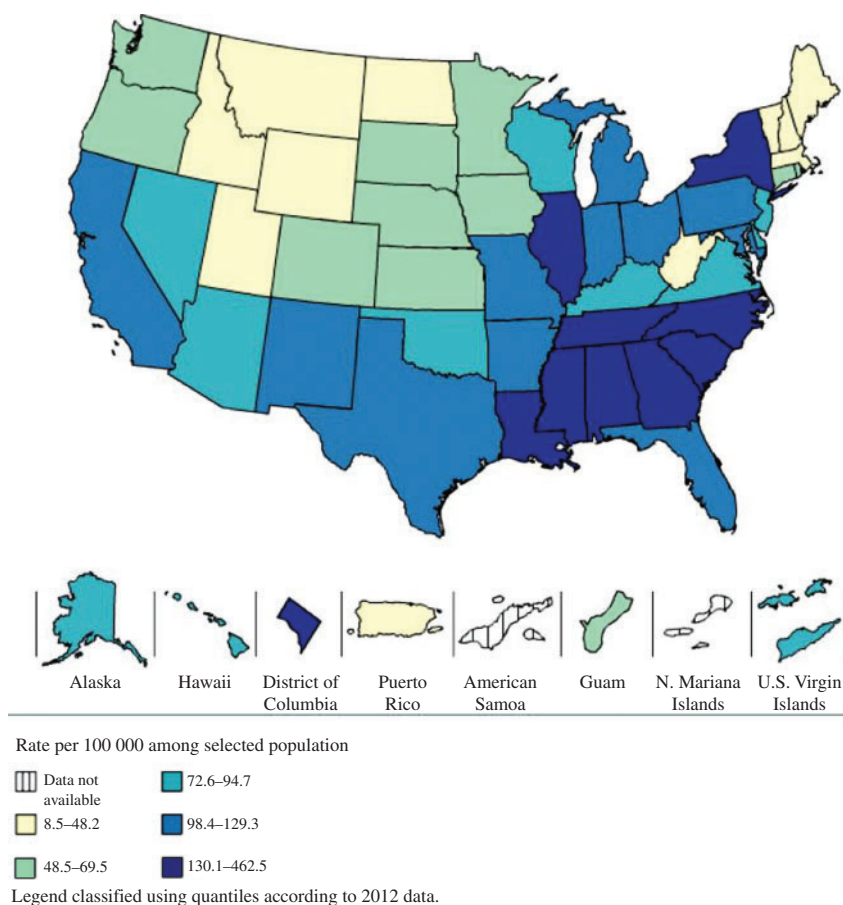 Alaska
Hawaii
District of
Columbia
Puerto
Rico
American
Samoa
Guam
N. Mariana
Islands
U.S. Virgin
Islands
Rate per 100 000 among selected population
Data not
available
8.5–48.2
48.5–69.5
72.6–94.7
98.4–129.3
130.1–462.5
Legend classified using quantiles according to 2012 data.